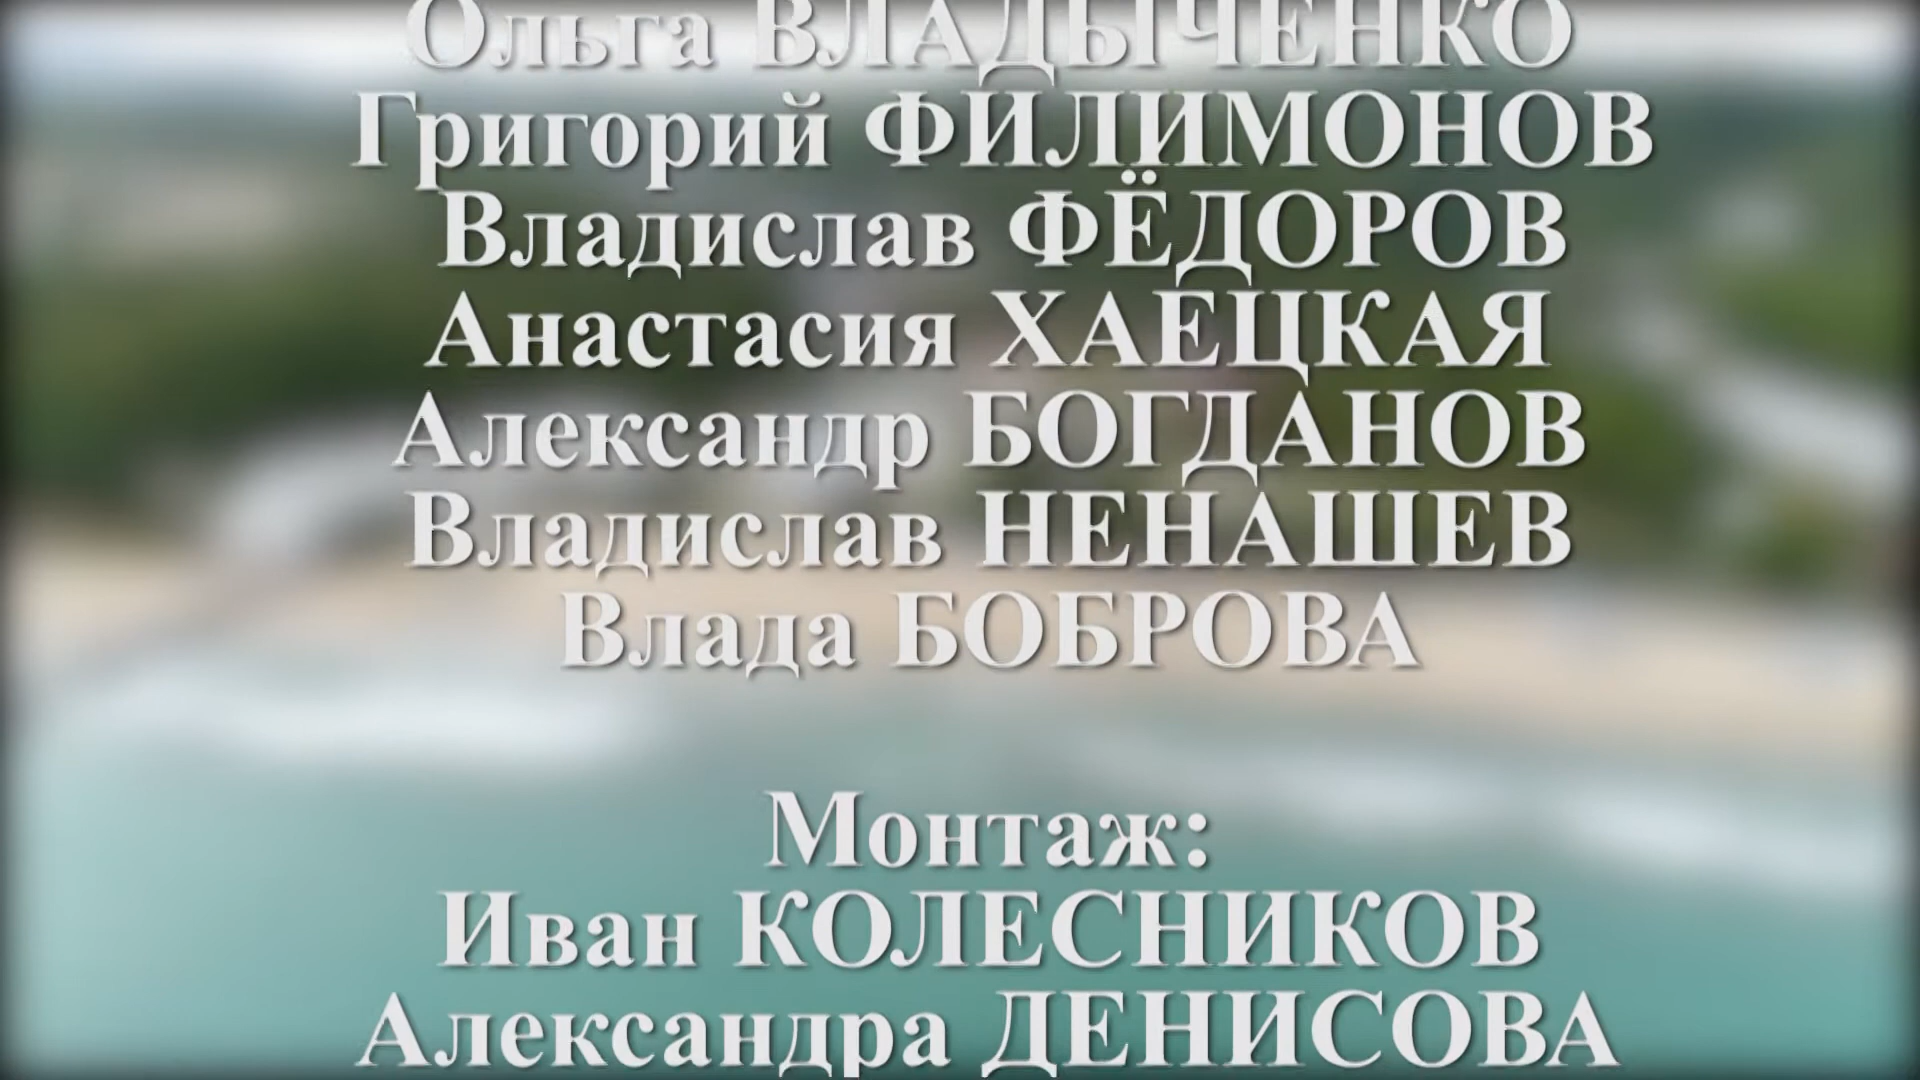 Ольга ВЛАДЫЧЕНКО
Григорий ФИЛИМОНОВ
Владислав ФЁДОРОВ
Анастасия ХАЕЦКАЯ
Александр БОГДАНОВ
Владислав НЕНАШЕВ
Влада БОБРОВА
Монтаж:
Иван КОЛЕСНИКОВ
Александра ДЕНИСОВА